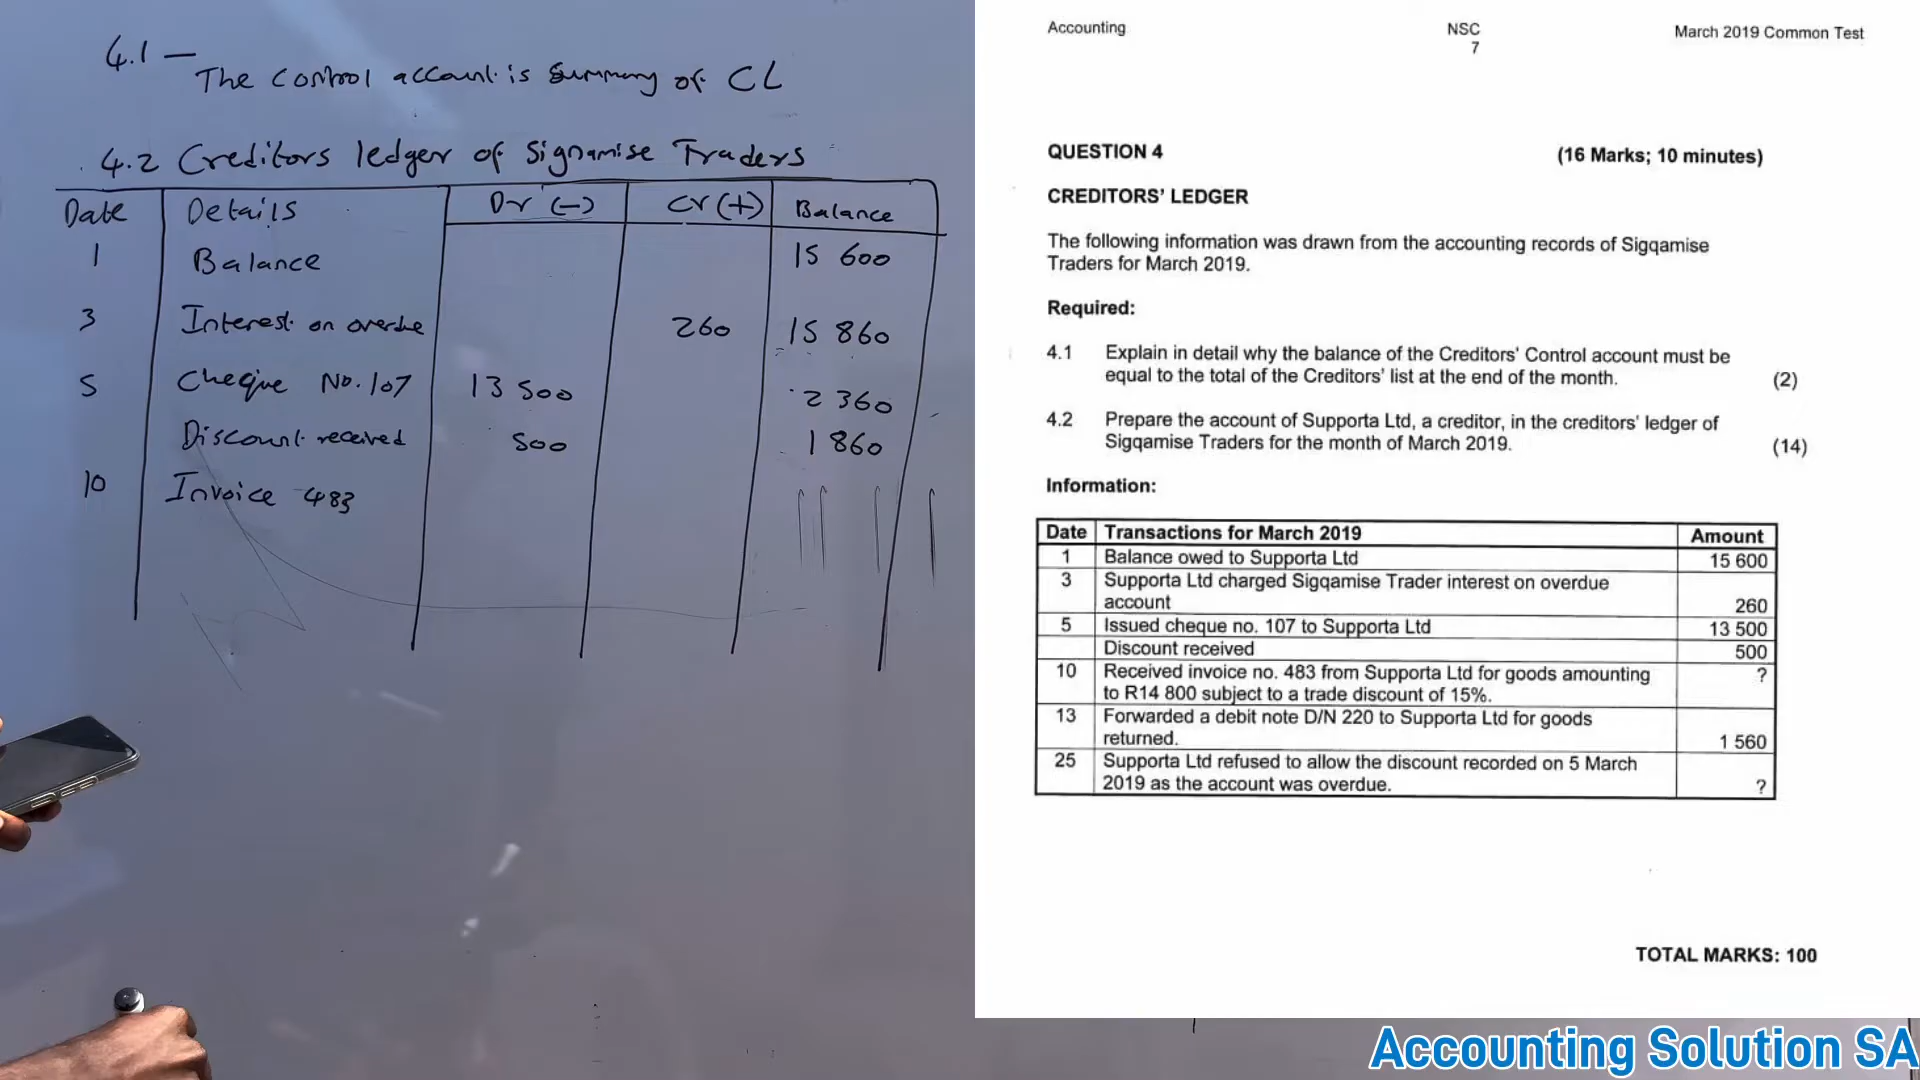 4.1 –
The control account is summary of CL
4.2 Creditors ledger of Signamise Traders
Date Details Dr (-) Cr (+) Balance
1 Balance 15 600
3 Interest on overdue 260 15 860
5 Cheque No. 107 13 500 2 360
Discount received 500 1 860
10 Invoice 483
Accounting NSC March 2019 Common Test
7
QUESTION 4 (16 Marks; 10 minutes)
CREDITORS' LEDGER
The following information was drawn from the accounting records of Sigqamise
Traders for March 2019.
Required:
4.1 Explain in detail why the balance of the Creditors' Control account must be
equal to the total of the Creditors' list at the end of the month. (2)
4.2 Prepare the account of Supporta Ltd, a creditor, in the creditors' ledger of
Sigqamise Traders for the month of March 2019. (14)
Information:
Date Transactions for March 2019 Amount
1 Balance owed to Supporta Ltd 15 600
3 Supporta Ltd charged Sigqamise Trader interest on overdue
account 260
5 Issued cheque no. 107 to Supporta Ltd 13 500
Discount received 500
10 Received invoice no. 483 from Supporta Ltd for goods amounting ?
to R14 800 subject to a trade discount of 15%.
13 Forwarded a debit note D/N 220 to Supporta Ltd for goods
returned. 1 560
25 Supporta Ltd refused to allow the discount recorded on 5 March
2019 as the account was overdue. ?
TOTAL MARKS: 100
Accounting Solution SA